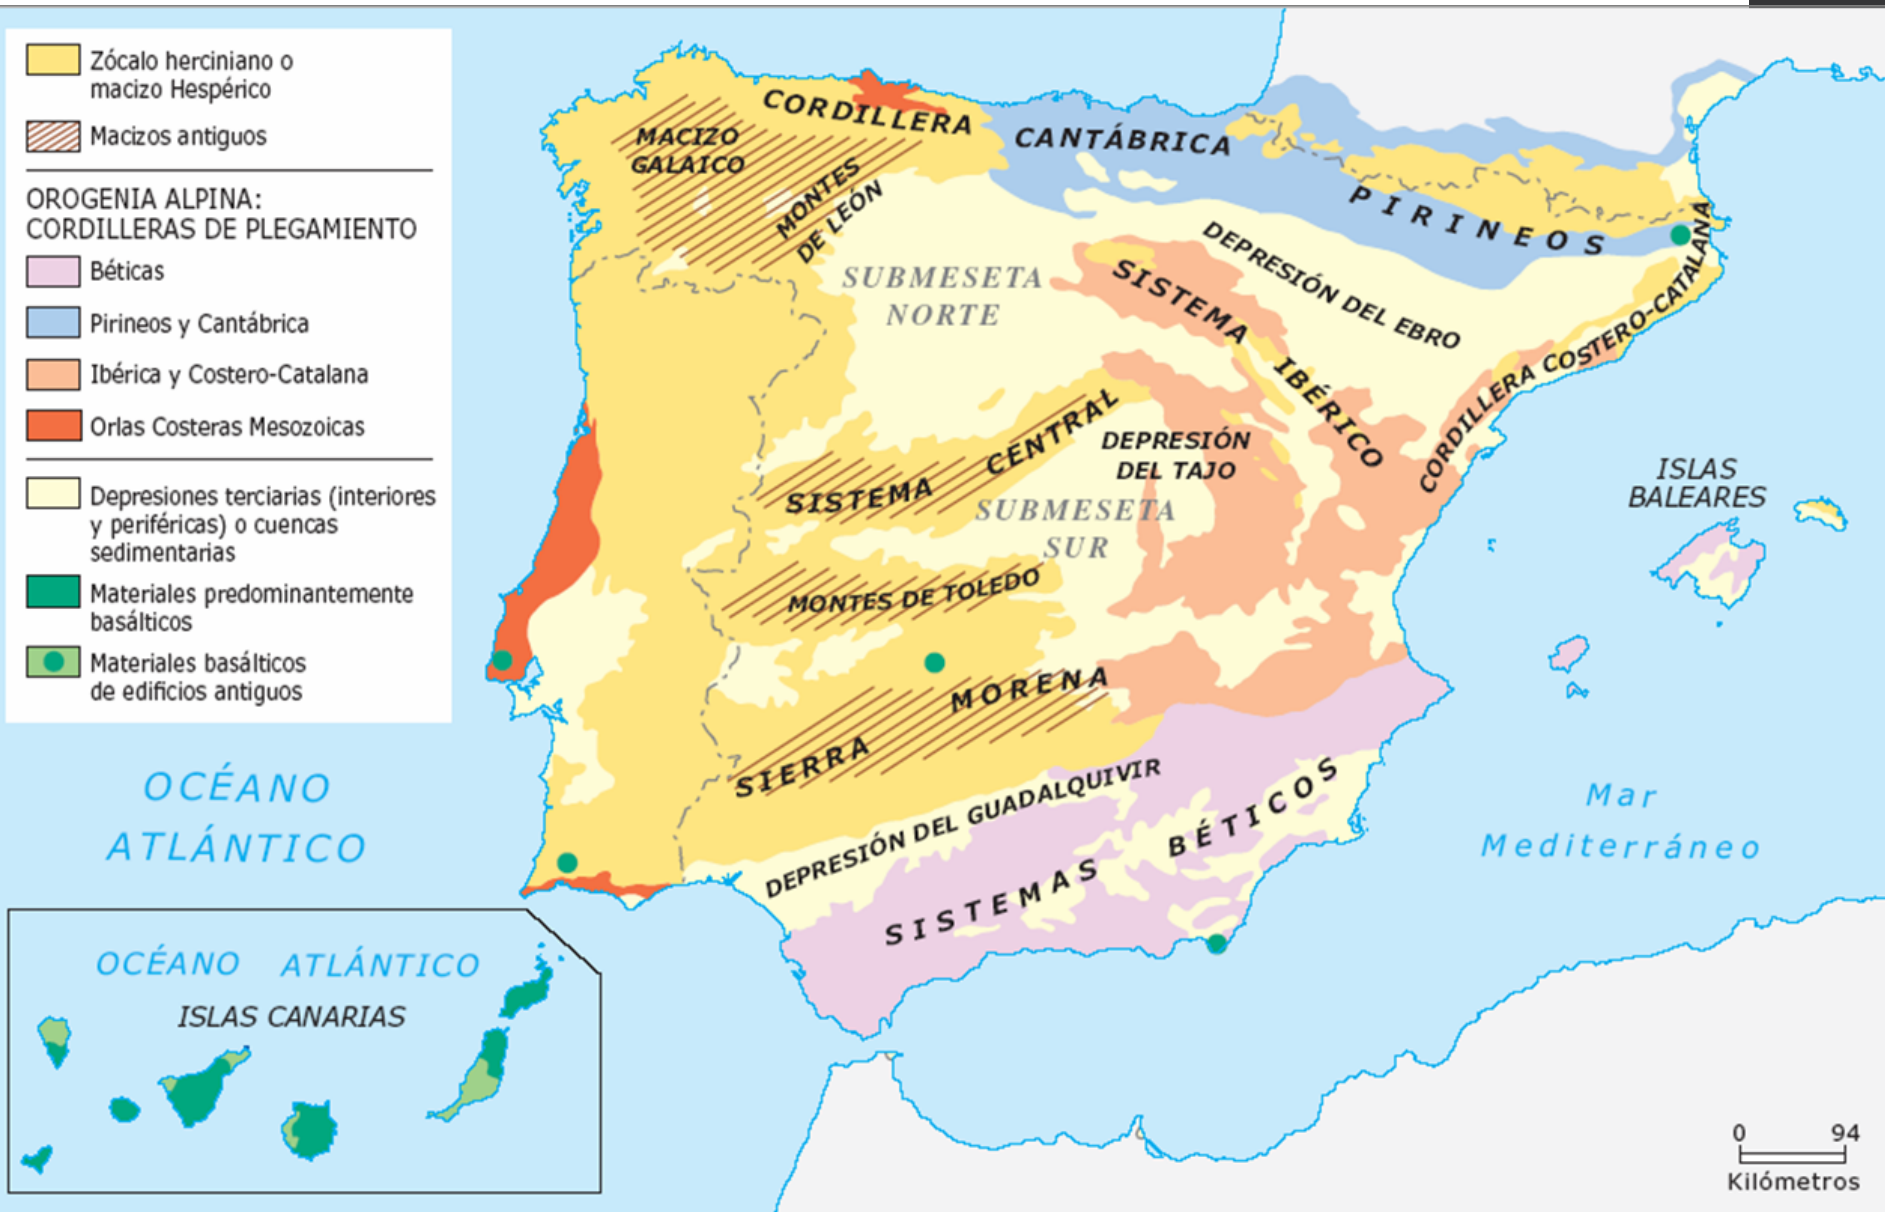 Zócalo herciniano o
macizo Hespérico
Macizos antiguos
OROGENIA ALPINA:
CORDILLERAS DE PLEGAMIENTO
Béticas
Pirineos y Cantábrica
Ibérica y Costero-Catalana
Orlas Costeras Mesozoicas
Depresiones terciarias (interiores
y periféricas) o cuencas
sedimentarias
Materiales predominantemente
basálticos
Materiales basálticos
de edificios antiguos
CORDILLERA
CANTÁBRICA
MACIZO
GALAICO
MONTES
DE LEÓN
PIRINEOS
SUBMESETA
NORTE
DEPRESIÓN DEL EBRO
SISTEMA
IBÉRICO
CORDILLERA COSTERO-CATALANA
SISTEMA
CENTRAL
DEPRESIÓN
DEL TAJO
SUBMESETA
SUR
ISLAS
BALEARES
MONTES DE TOLEDO
SIERRA
MORENA
DEPRESIÓN DEL GUADALQUIVIR
SISTEMAS
BÉTICOS
OCÉANO
ATLÁNTICO
Mar
Mediterráneo
OCÉANO ATLÁNTICO
ISLAS CANARIAS
0 94
Kilómetros